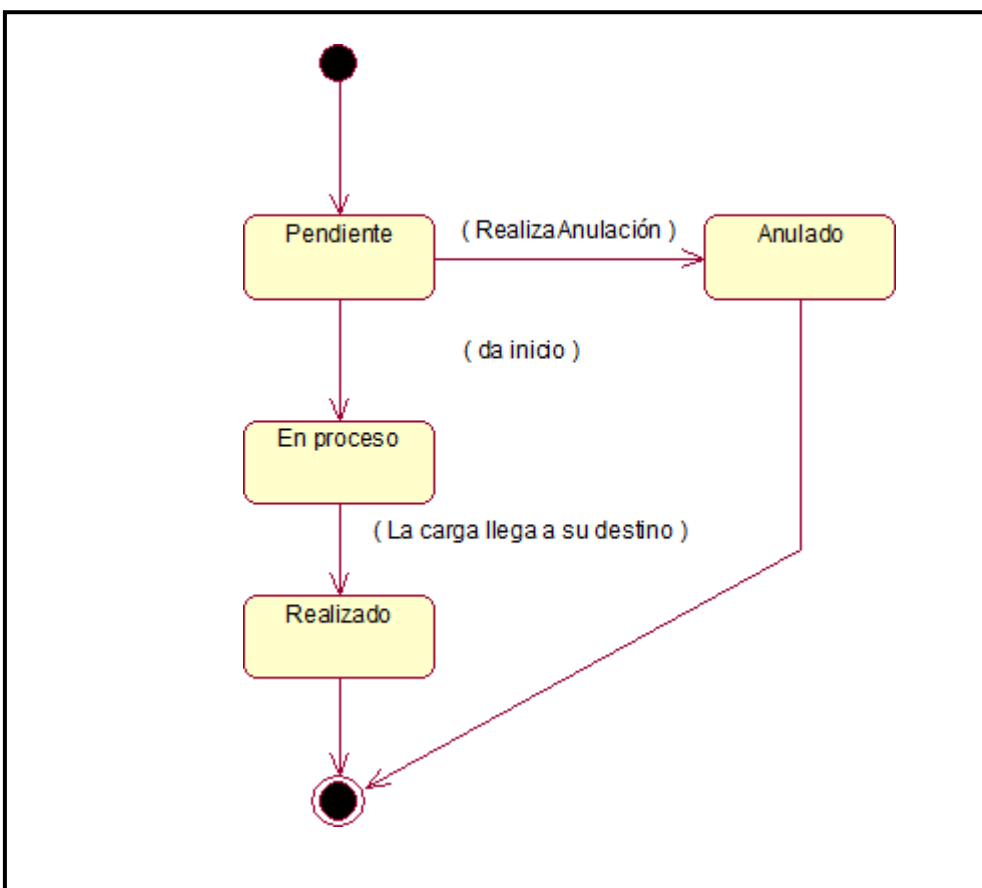 Pendiente
( RealizaAnulación )
Anulado
( da inicio )
En proceso
( La carga llega a su destino )
Realizado